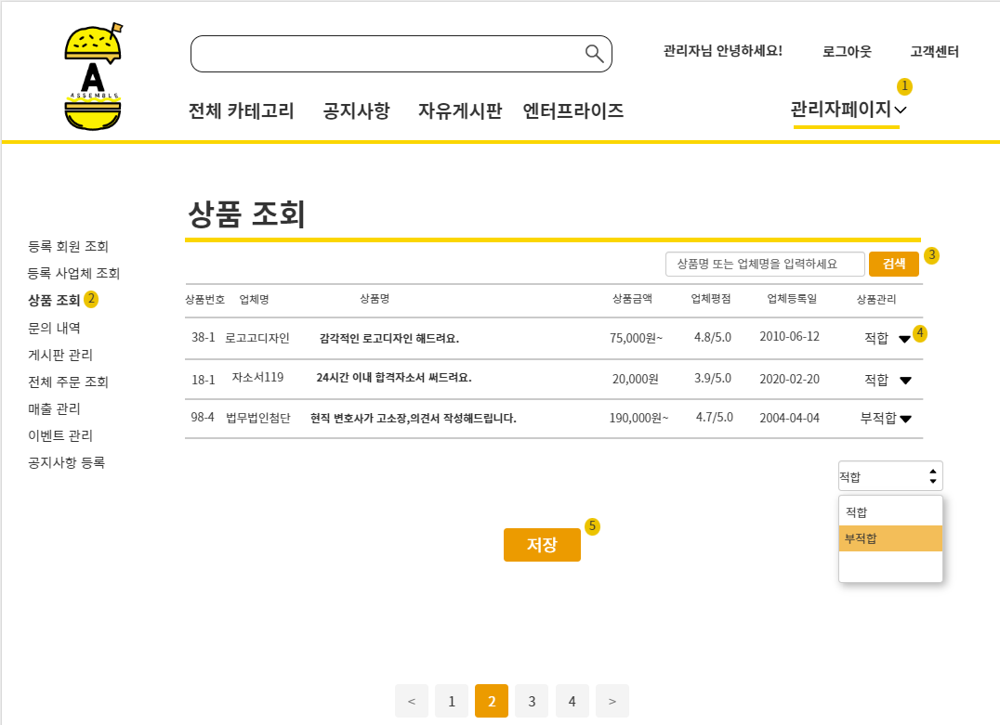 관리자님 안녕하세요! 로그아웃 고객센터
A
ASSEMBLE
전체 카테고리 공지사항 자유게시판 엔터프라이즈 관리자페이지 1
상품 조회
등록 회원 조회
등록 사업체 조회
상품 조회 2
문의 내역
게시판 관리
전체 주문 조회
매출 관리
이벤트 관리
공지사항 등록
상품명 또는 업체명을 입력하세요 검색 3
상품번호 업체명 상품명 상품금액 업체평점 업체등록일 상품관리
38-1 로고고디자인 감각적인 로고디자인 해드려요. 75,000원~ 4.8/5.0 2010-06-12 적합 4
18-1 자소서119 24시간 이내 합격자소서 써드려요. 20,000원 3.9/5.0 2020-02-20 적합
98-4 법무법인첨단 현직 변호사가 고소장,의견서 작성해드립니다. 190,000원~ 4.7/5.0 2004-04-04 부적합
적합
적합
부적합
저장 5
< 1 2 3 4 >